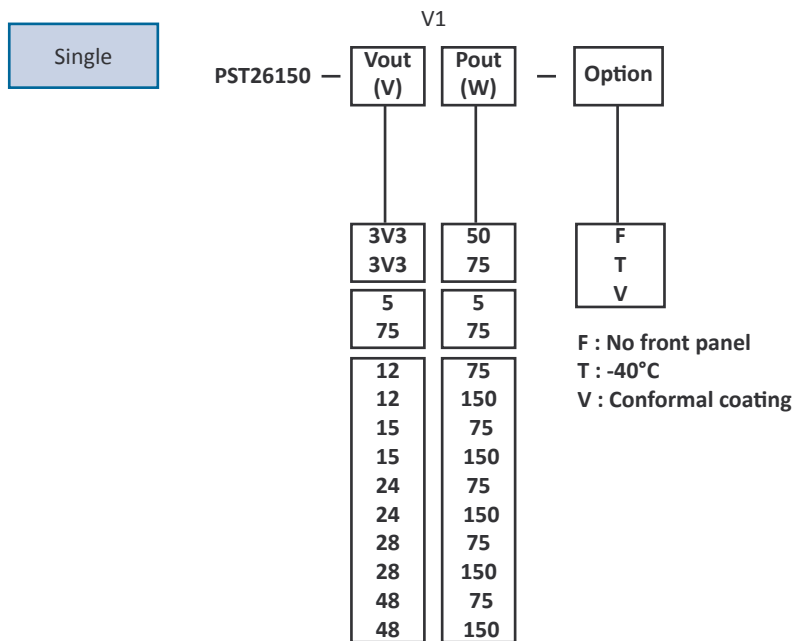 V1
Single
PST26150 — Vout (V) Pout (W) — Option
3V3 50 F
3V3 75 T
V
5 5
75 75
F : No front panel
12 75 T : -40°C
12 150 V : Conformal coating
15 75
15 150
24 75
24 150
28 75
28 150
48 75
48 150